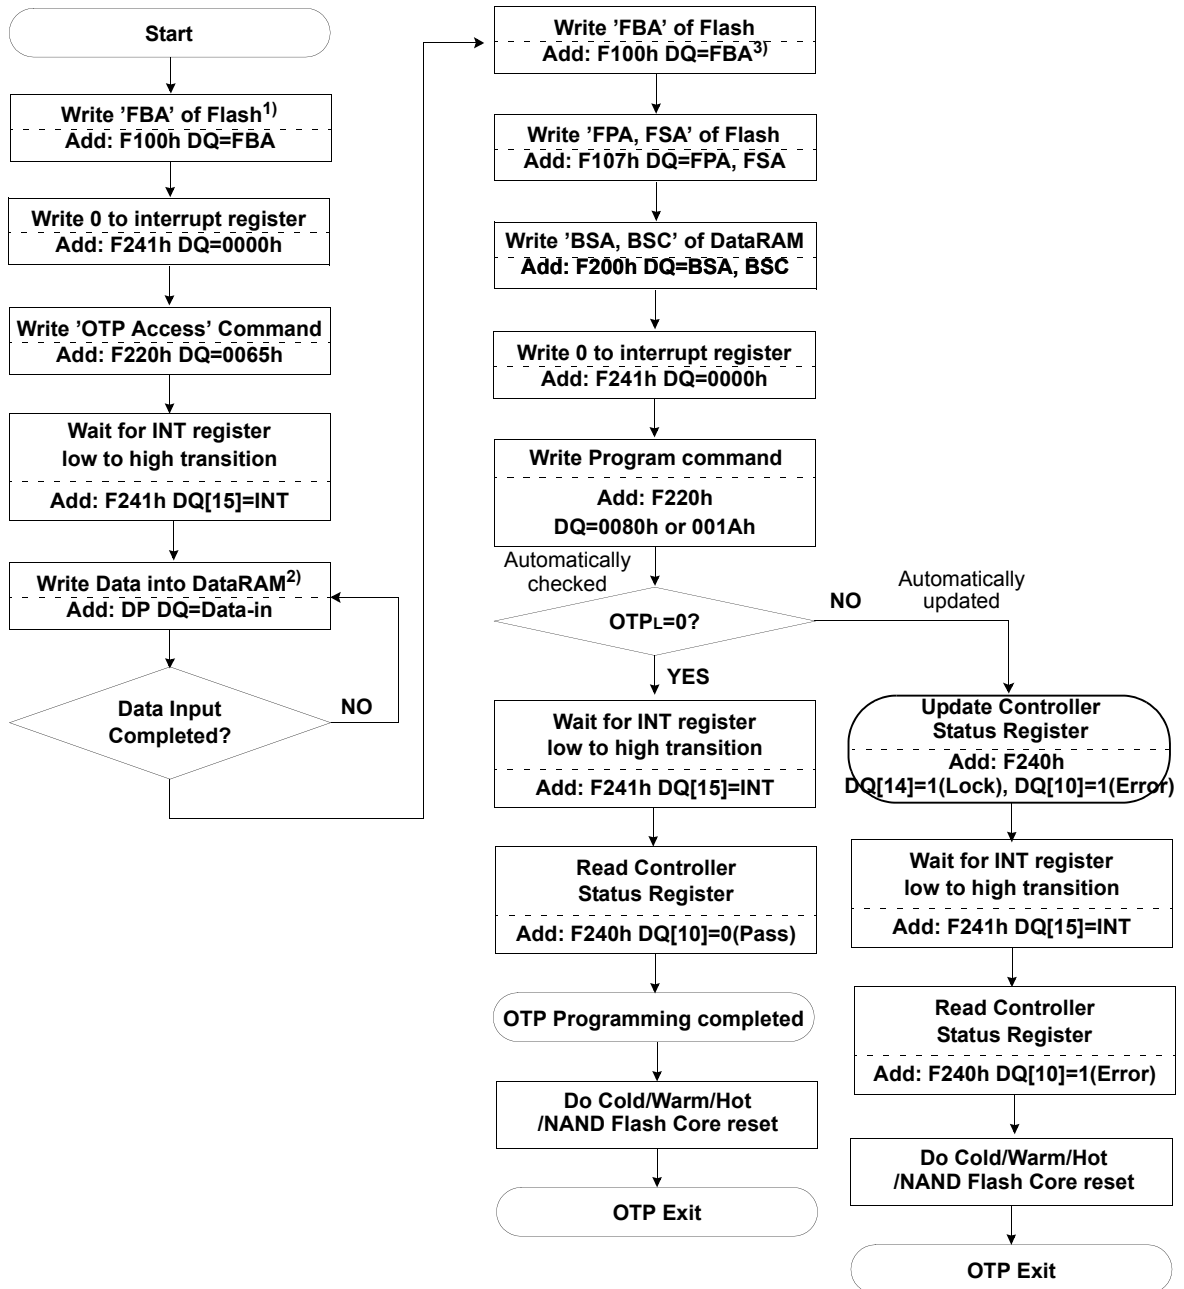 Start
Write ’FBA’ of Flash1)
Add: F100h DQ=FBA
Write 0 to interrupt register
Add: F241h DQ=0000h
Write ’OTP Access’ Command
Add: F220h DQ=0065h
Wait for INT register
low to high transition
Add: F241h DQ[15]=INT
Write Data into DataRAM2)
Add: DP DQ=Data-in
Data Input
Completed?
NO
Write ’FBA’ of Flash
Add: F100h DQ=FBA3)
Write ’FPA, FSA’ of Flash
Add: F107h DQ=FPA, FSA
Write ’BSA, BSC’ of DataRAM
Add: F200h DQ=BSA, BSC
Write 0 to interrupt register
Add: F241h DQ=0000h
Write Program command
Add: F220h
DQ=0080h or 001Ah
Automatically
checked
OTPL=0?
YES
NO
Automatically
updated
Wait for INT register
low to high transition
Add: F241h DQ[15]=INT
Read Controller
Status Register
Add: F240h DQ[10]=0(Pass)
OTP Programming completed
Do Cold/Warm/Hot
/NAND Flash Core reset
OTP Exit
Update Controller
Status Register
Add: F240h
DQ[14]=1(Lock), DQ[10]=1(Error)
Wait for INT register
low to high transition
Add: F241h DQ[15]=INT
Read Controller
Status Register
Add: F240h DQ[10]=1(Error)
Do Cold/Warm/Hot
/NAND Flash Core reset
OTP Exit